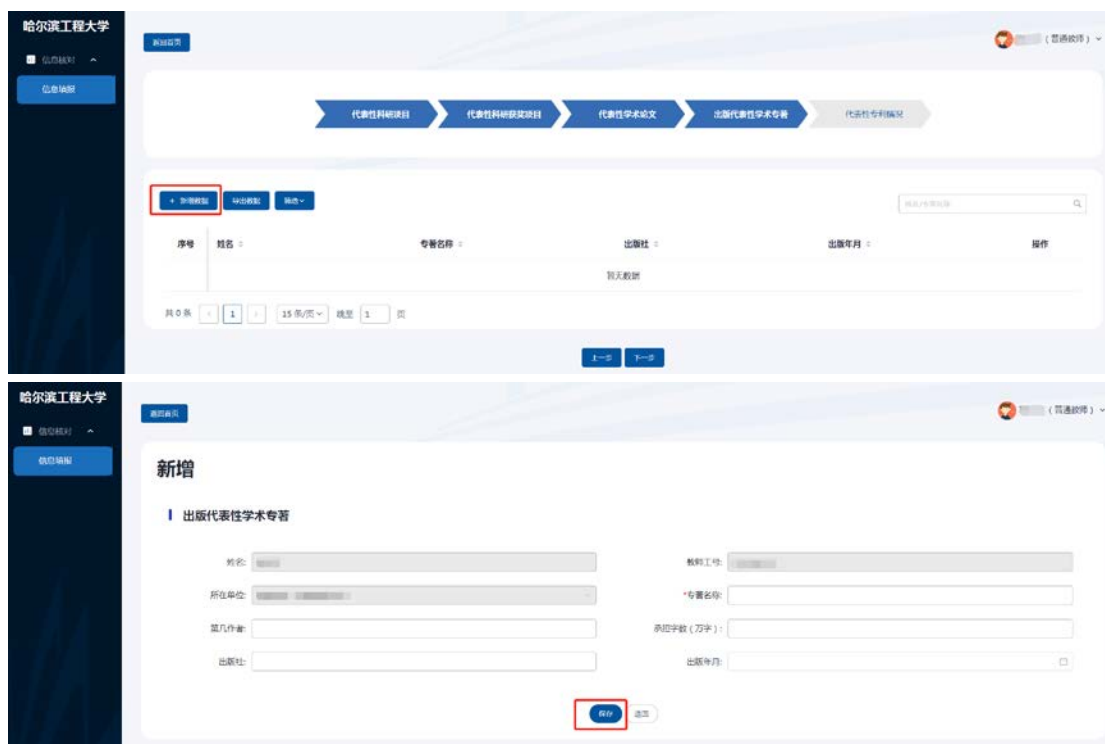 哈尔滨工程大学
返回首页
（普通教师）
信息核对
信息填报
代表性科研项目 代表性科研获奖项目 代表性学术论文 出版代表性学术专著 代表性专利情况
+ 新增数据 导出数据 筛选
姓名/专著名称
序号 姓名 专著名称 出版社 出版年月 操作
暂无数据
共 0 条 < 1 > 15 条/页 跳至 1 页
上一步 下一步
哈尔滨工程大学
返回首页
（普通教师）
信息核对
信息填报
新增
出版代表性学术专著
姓名: 教师工号:
所在单位: *专著名称:
第几作者: 承担字数（万字）:
出版社: 出版年月:
保存 返回